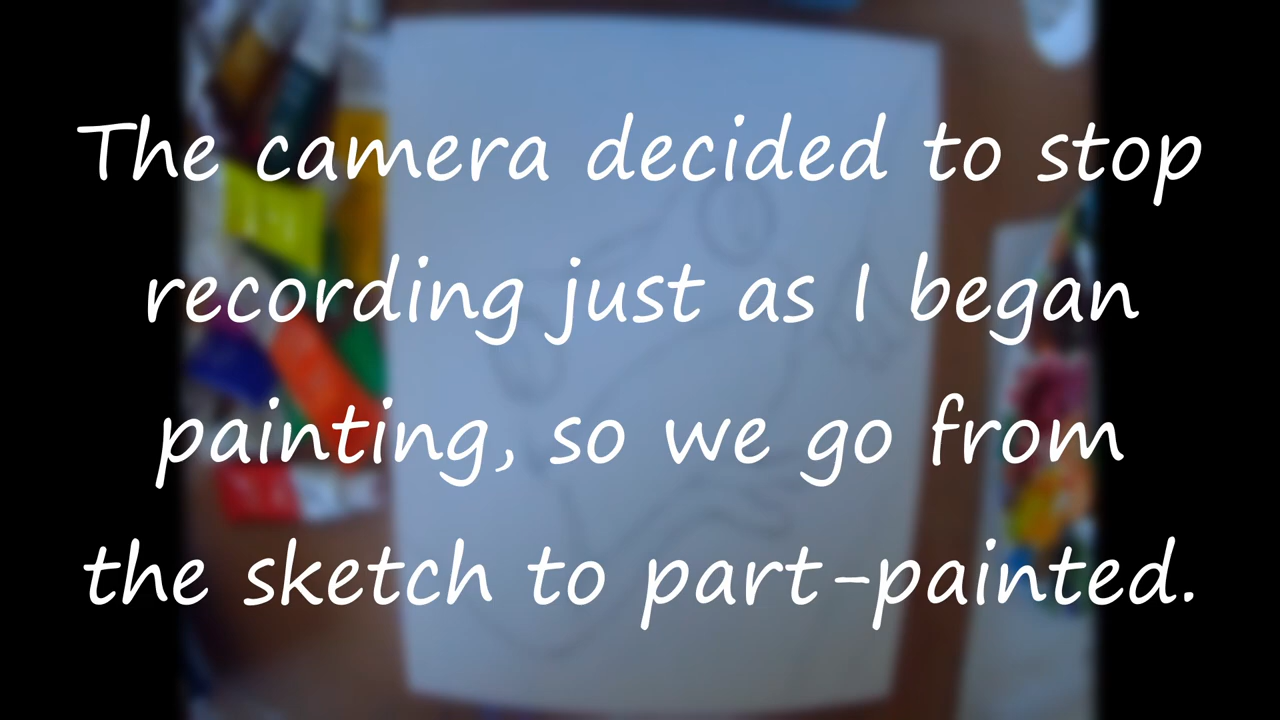 The camera decided to stop
recording just as I began
painting, so we go from
the sketch to part-painted.